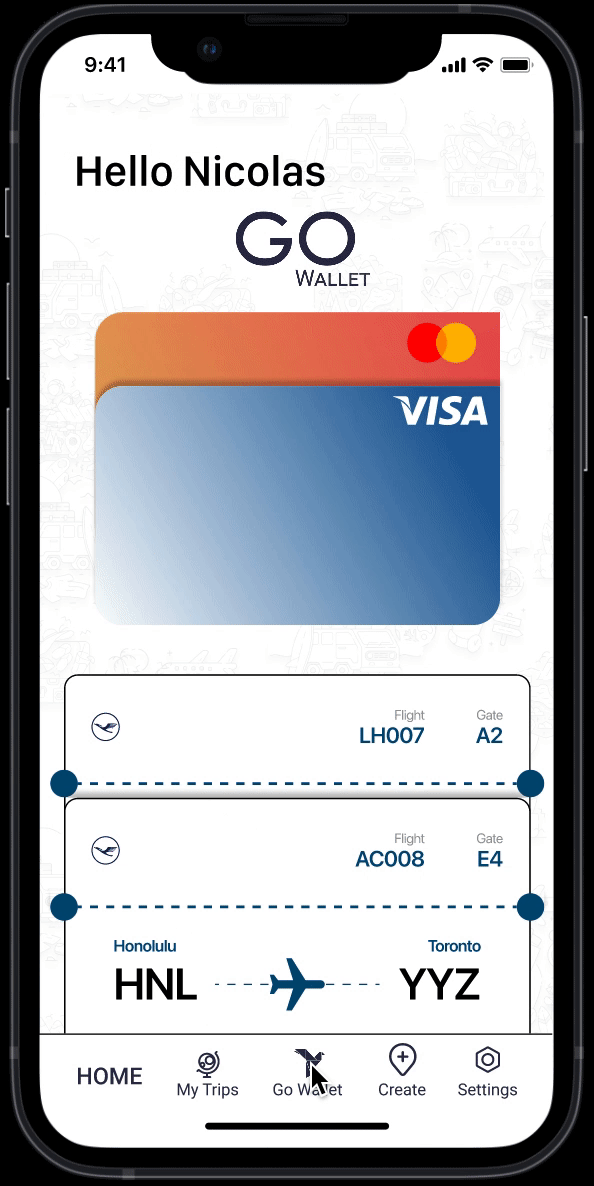 9:41
Hello Nicolas
GO
WALLET
VISA
Flight Gate
LH007 A2
Flight Gate
AC008 E4
Honolulu Toronto
HNL YYZ
HOME My Trips Go Wallet Create Settings